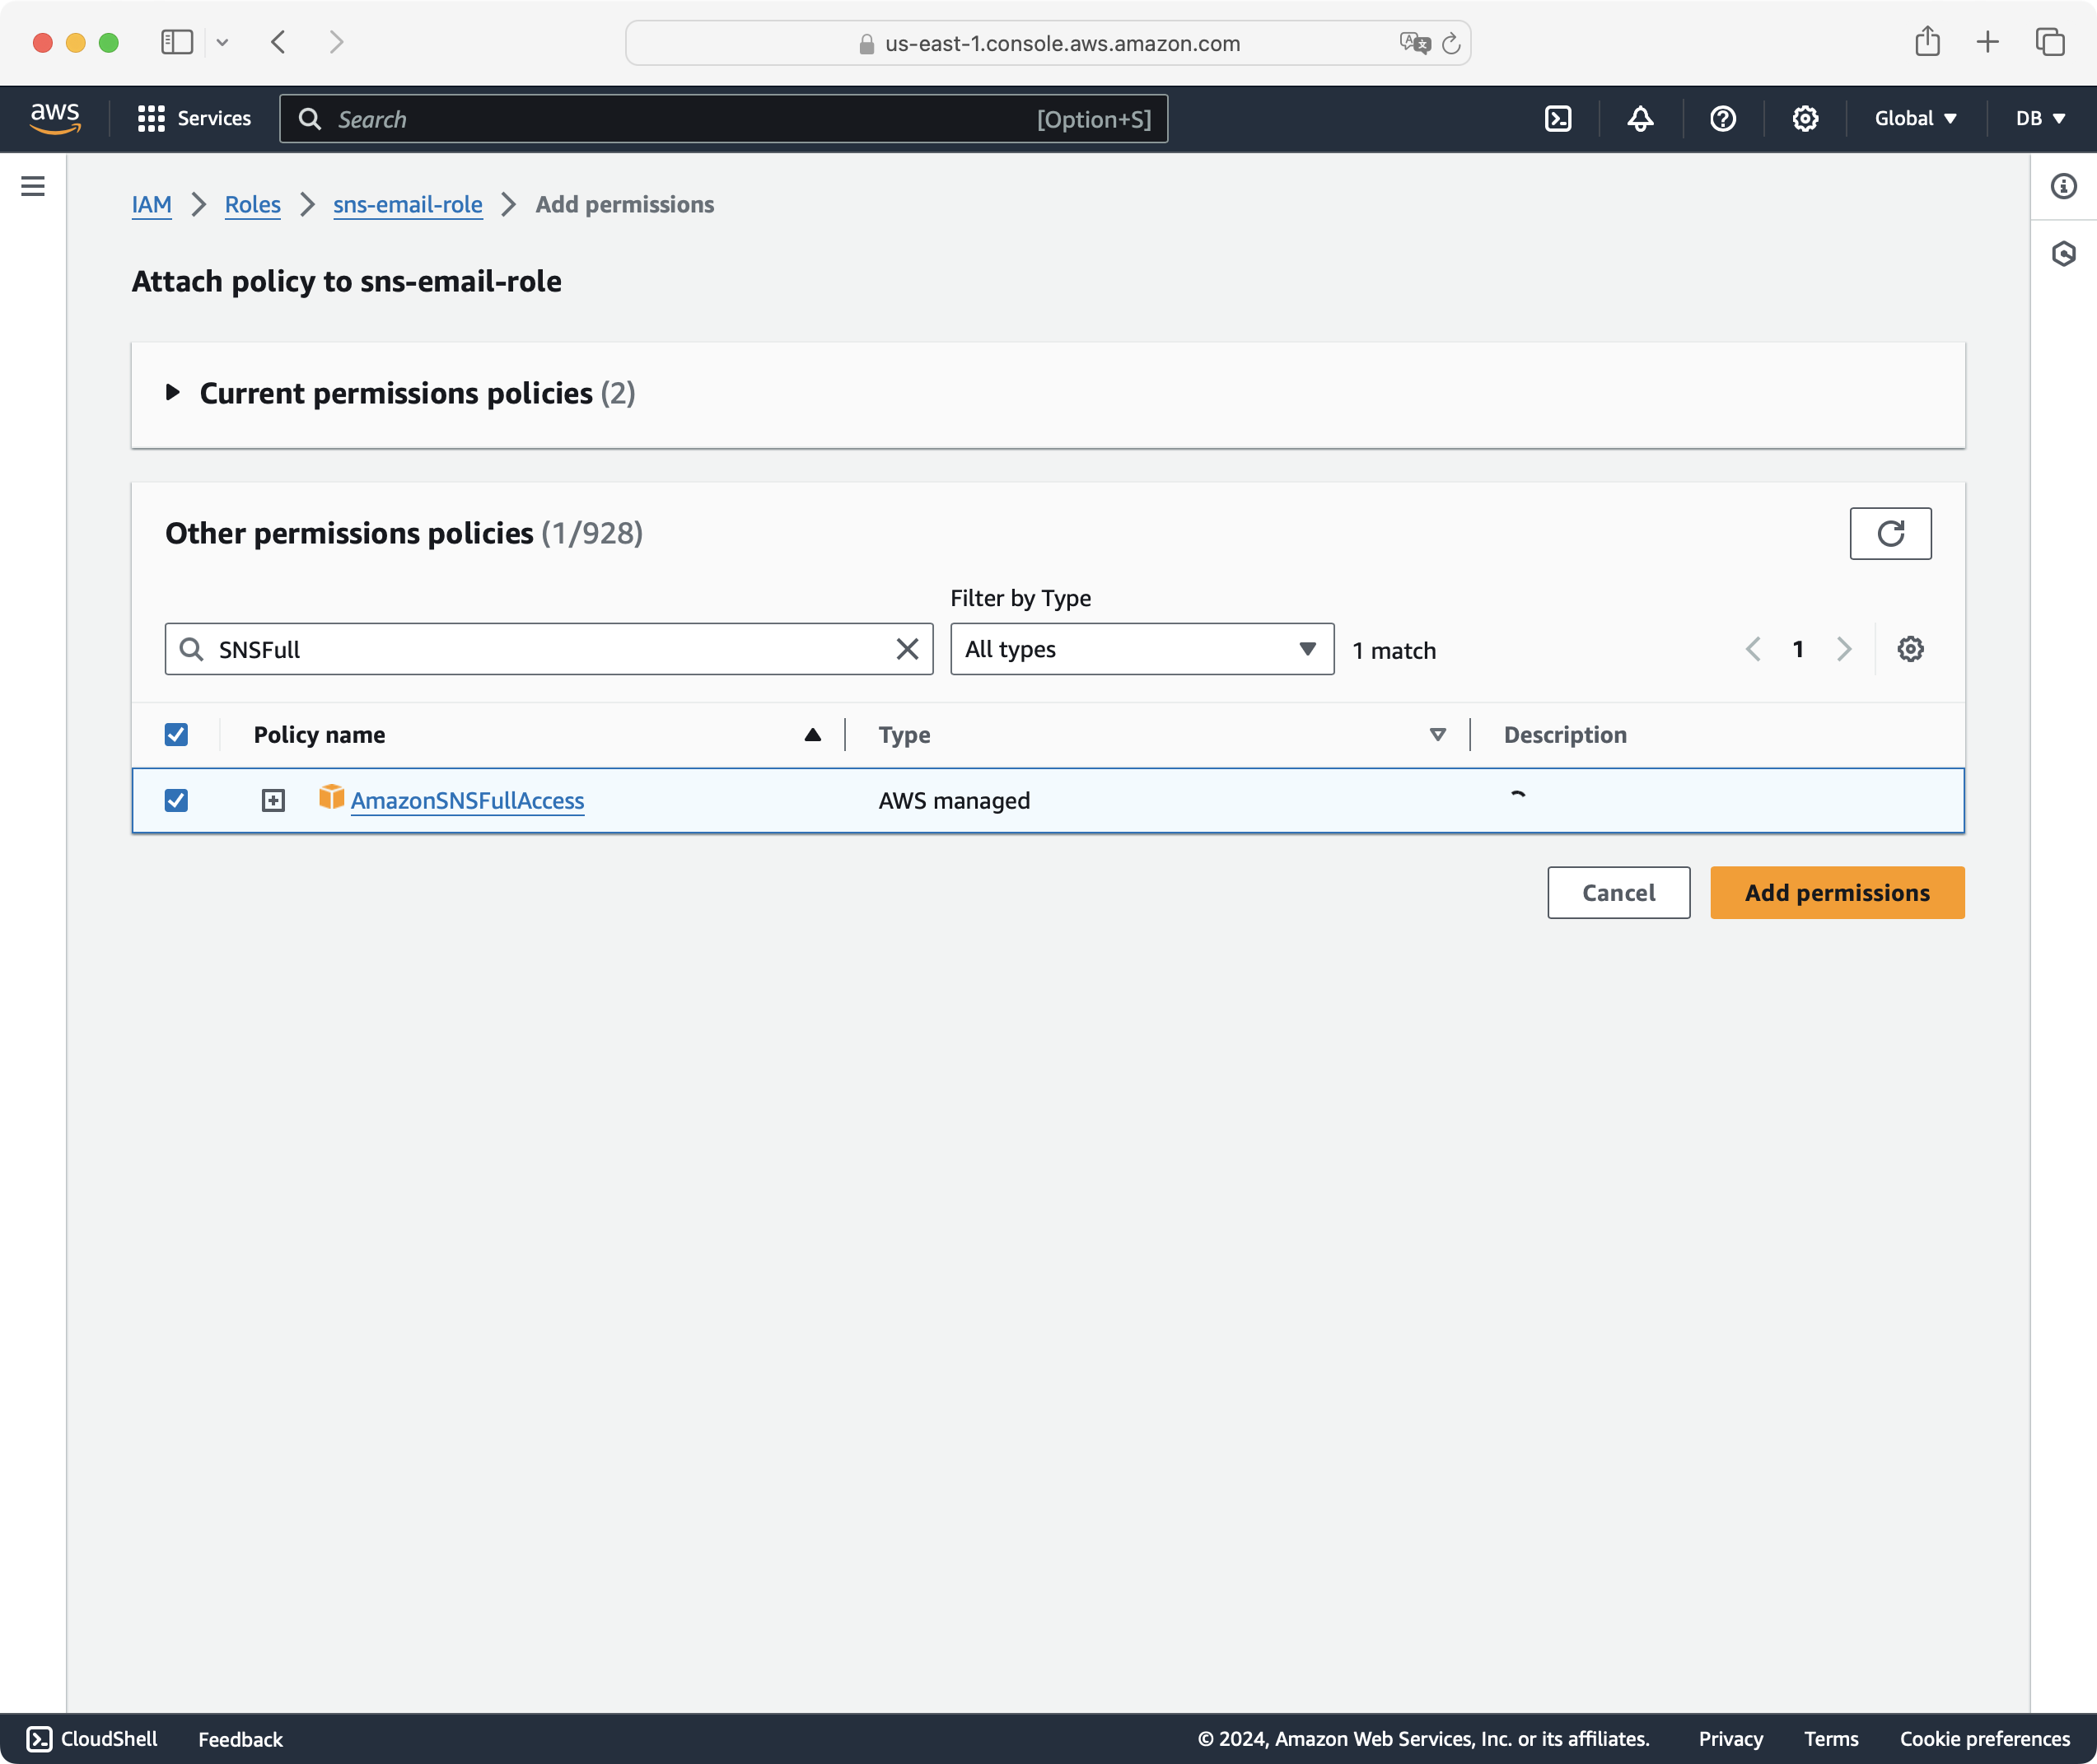 us-east-1.console.aws.amazon.com
aws
Services
Search
[Option+S]
Global
DB
IAM
Roles
sns-email-role
Add permissions
Attach policy to sns-email-role
Current permissions policies (2)
Other permissions policies (1/928)
Filter by Type
SNSFull
All types
1 match
1
Policy name
Type
Description
AmazonSNSFullAccess
AWS managed
Cancel
Add permissions
CloudShell
Feedback
© 2024, Amazon Web Services, Inc. or its affiliates.
Privacy
Terms
Cookie preferences